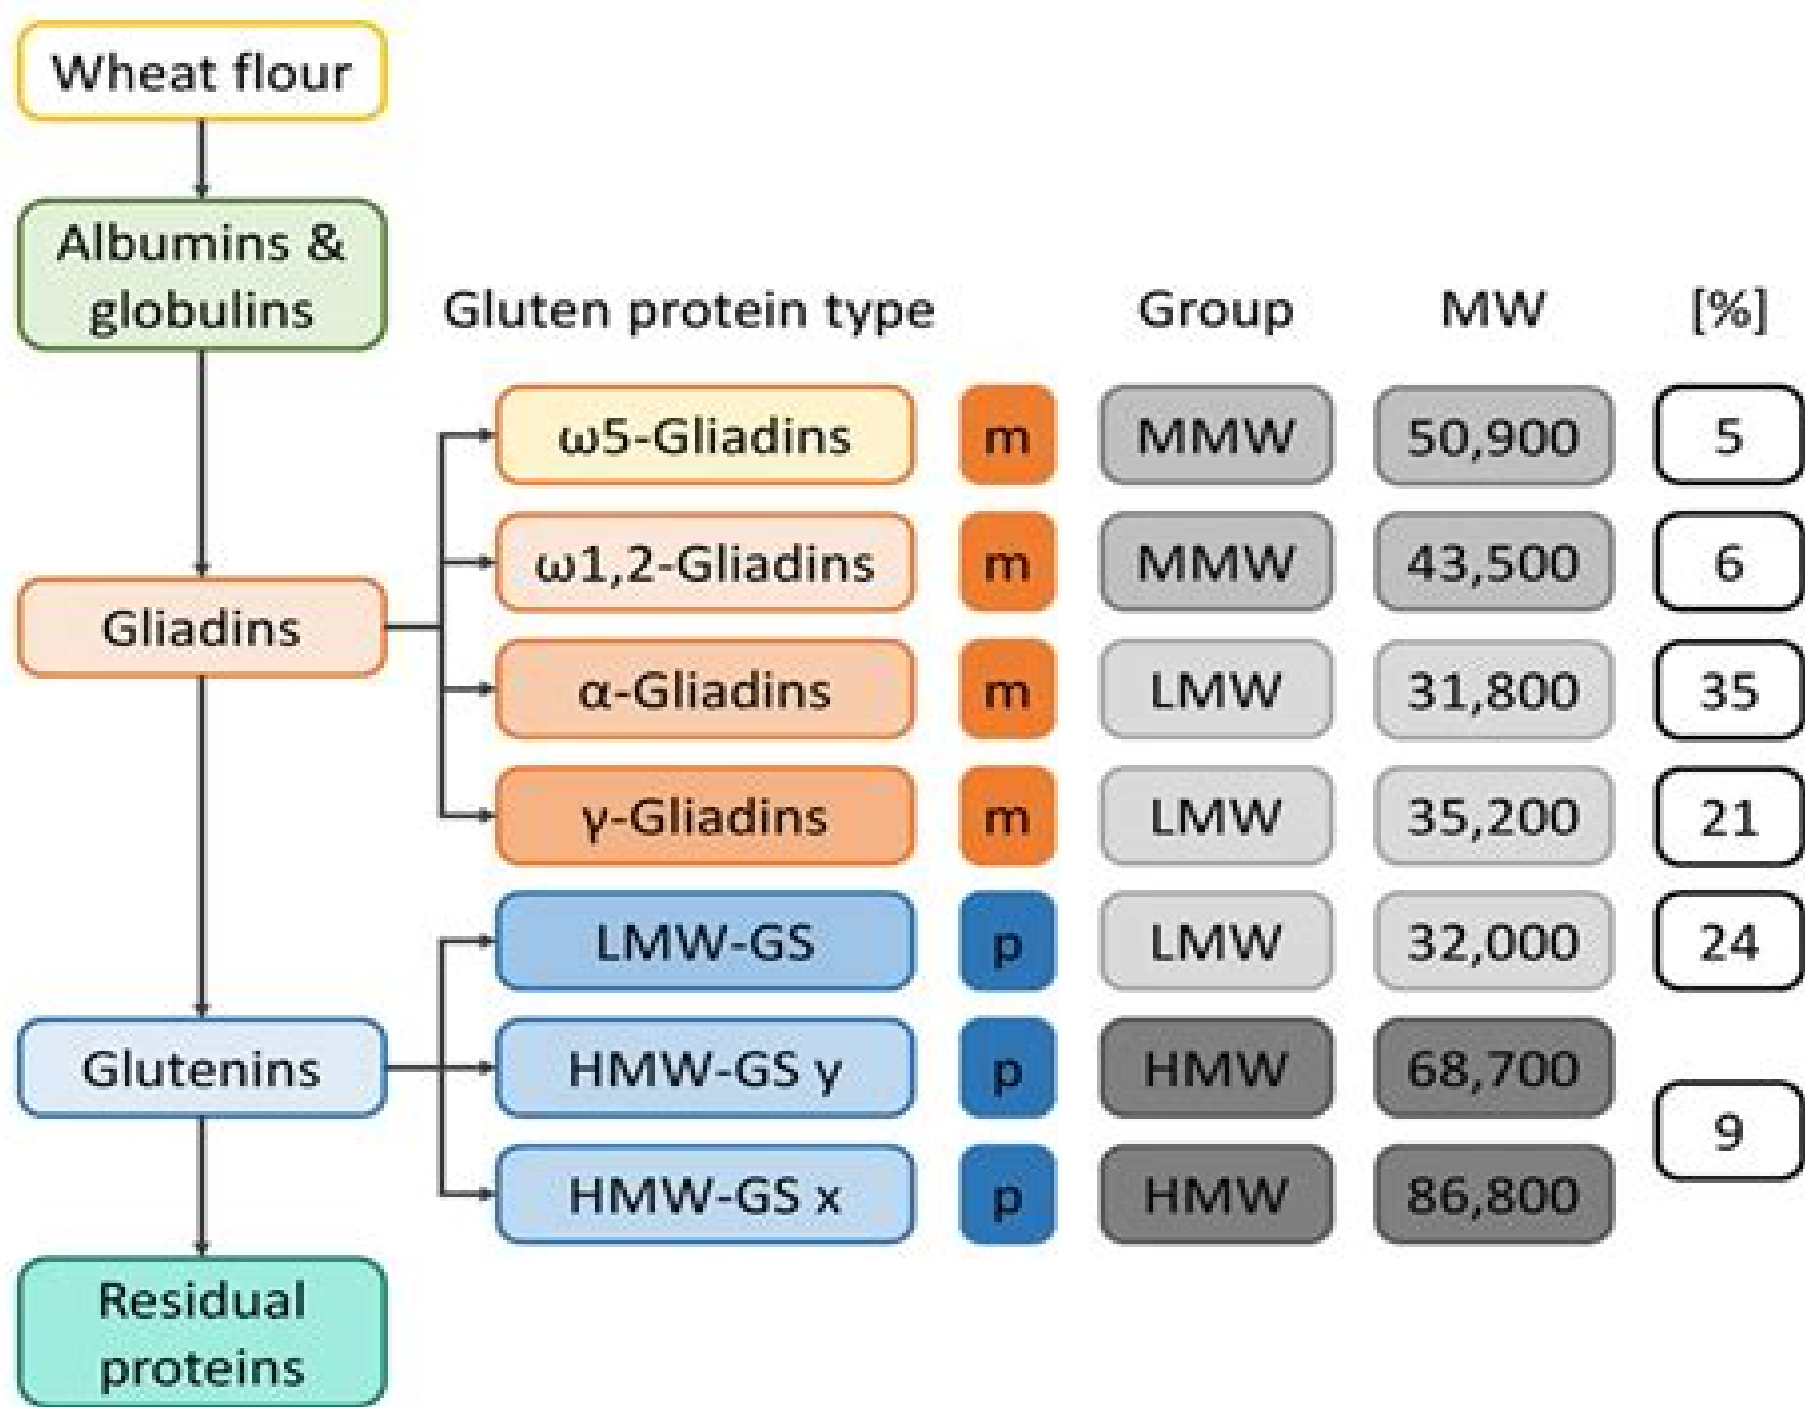 Wheat flour
Albumins &
globulins
Gluten protein type Group MW [%]
ω5-Gliadins m MMW 50,900 5
ω1,2-Gliadins m MMW 43,500 6
Gliadins
α-Gliadins m LMW 31,800 35
γ-Gliadins m LMW 35,200 21
LMW-GS p LMW 32,000 24
Glutenins
HMW-GS y p HMW 68,700
9
HMW-GS x p HMW 86,800
Residual
proteins